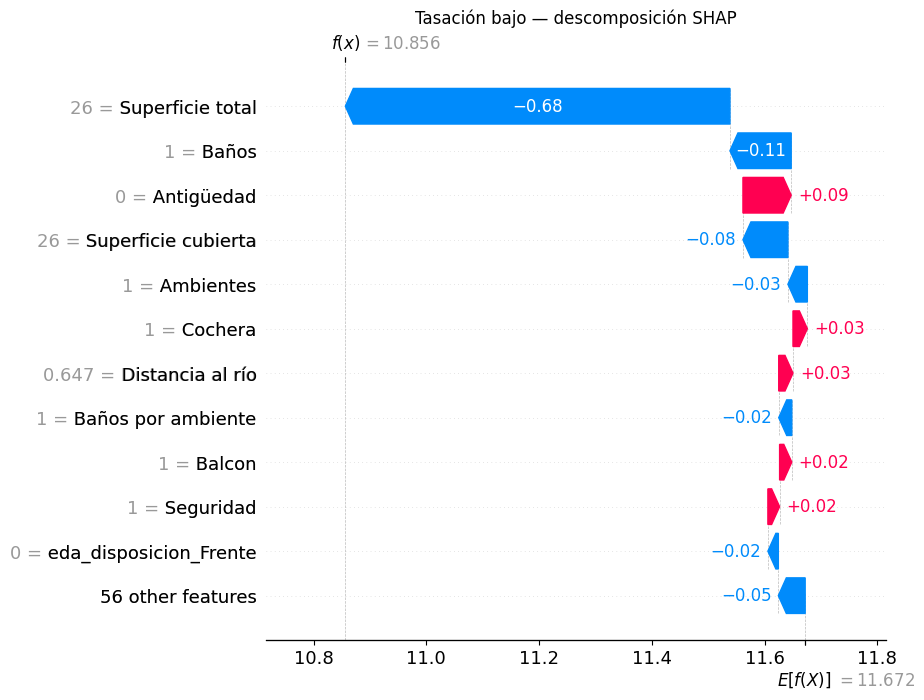 Tasación bajo — descomposición SHAP
f(x) = 10.856
26 = Superficie total
−0.68
1 = Baños
−0.11
0 = Antigüedad
+0.09
26 = Superficie cubierta
−0.08
1 = Ambientes
−0.03
1 = Cochera
+0.03
0.647 = Distancia al río
+0.03
1 = Baños por ambiente
−0.02
1 = Balcon
+0.02
1 = Seguridad
+0.02
0 = eda_disposicion_Frente
−0.02
56 other features
−0.05
10.8 11.0 11.2 11.4 11.6 11.8
E[f(X)] = 11.672